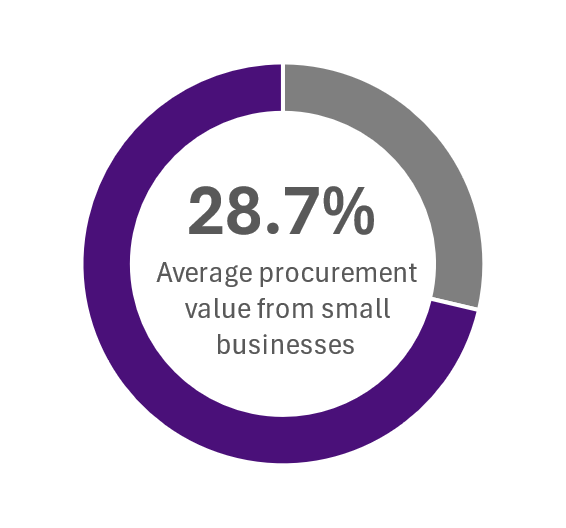 28.7%
Average procurement
value from small
businesses